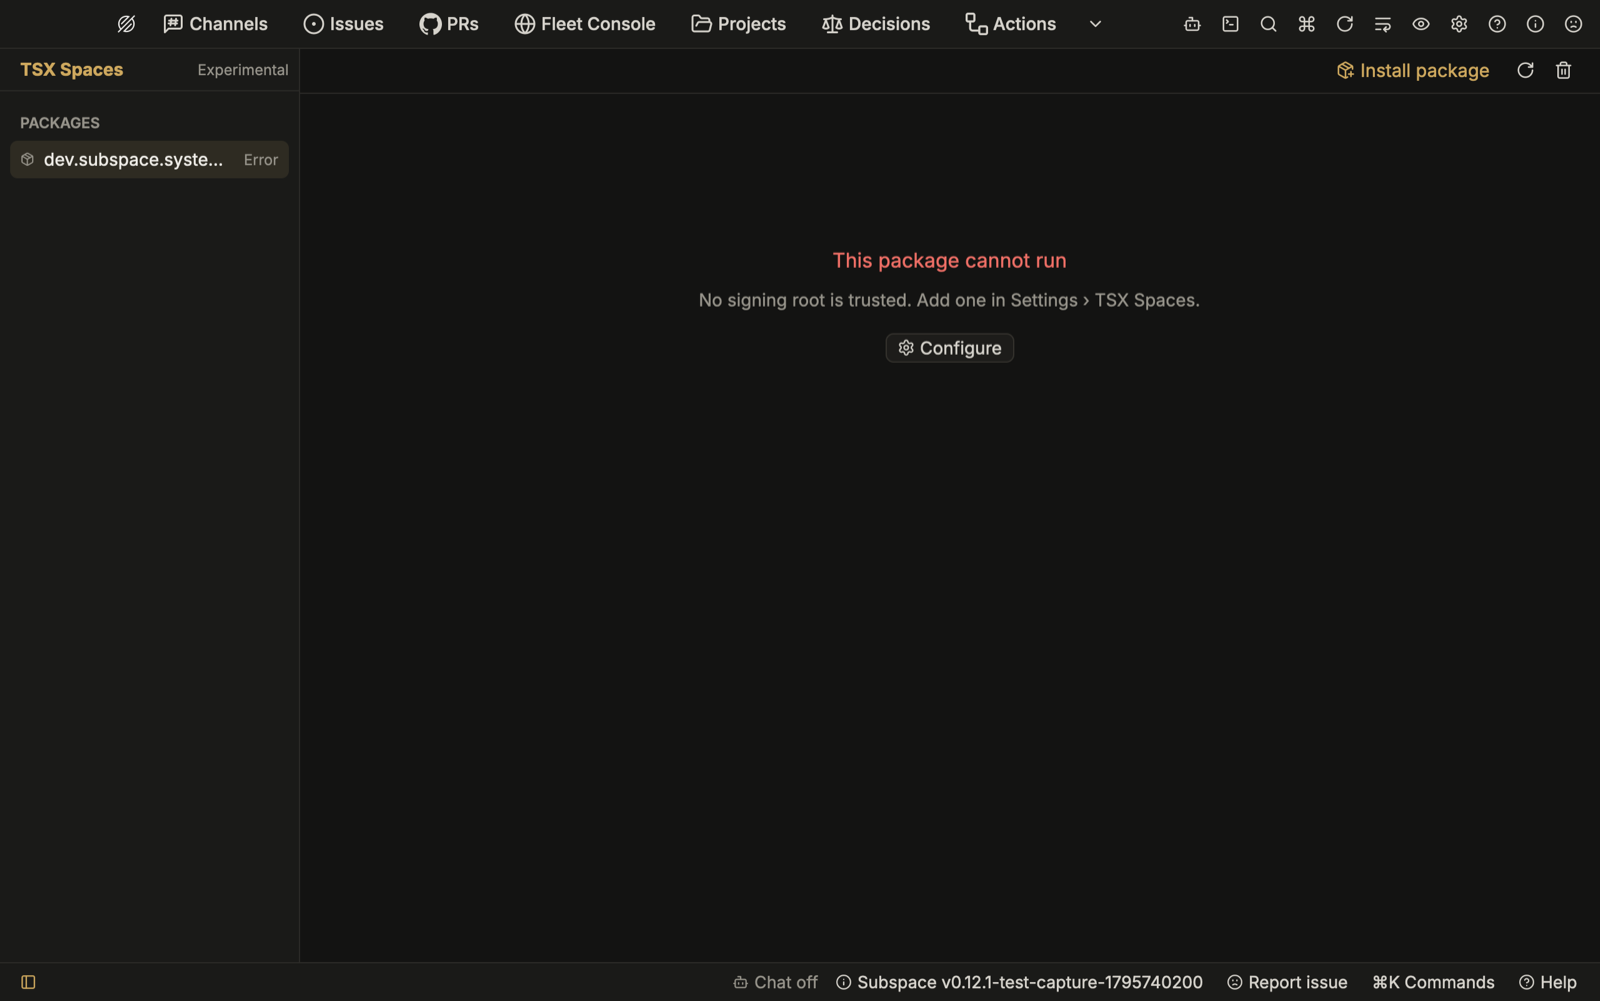 Channels Issues PRs Fleet Console Projects Decisions Actions
TSX Spaces Experimental
Install package
PACKAGES
dev.subspace.syste... Error
This package cannot run
No signing root is trusted. Add one in Settings › TSX Spaces.
Configure
Chat off Subspace v0.12.1-test-capture-1795740200 Report issue ⌘K Commands Help